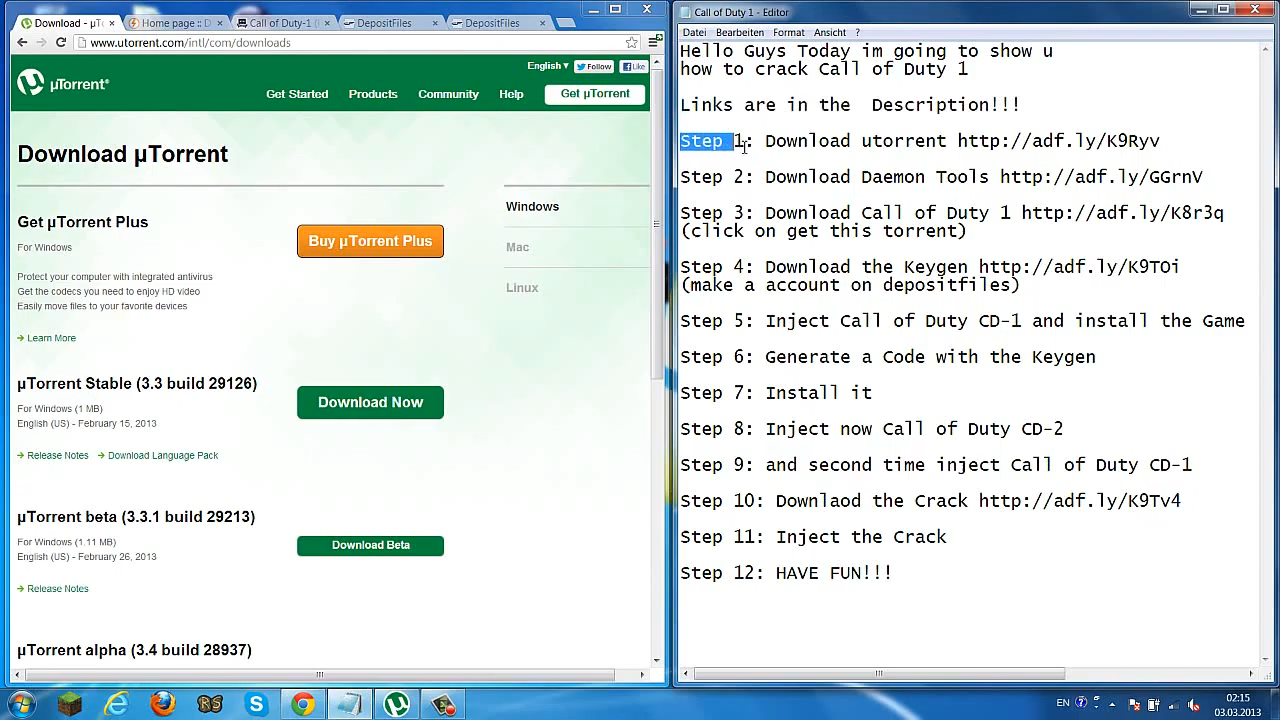 Download - µTo
Home page :: D
Call of Duty-1 (
DepositFiles
DepositFiles
www.utorrent.com/intl/com/downloads
English
Follow
Like
µTorrent
Get Started
Products
Community
Help
Get µTorrent
Download µTorrent
Get µTorrent Plus
For Windows
Buy µTorrent Plus
Protect your computer with integrated antivirus
Get the codecs you need to enjoy HD video
Easily move files to your favorite devices
Learn More
Windows
Mac
Linux
µTorrent Stable (3.3 build 29126)
For Windows (1 MB)
English (US) - February 15, 2013
Download Now
Release Notes
Download Language Pack
µTorrent beta (3.3.1 build 29213)
For Windows (1.11 MB)
English (US) - February 26, 2013
Download Beta
Release Notes
µTorrent alpha (3.4 build 28937)
Call of Duty 1 - Editor
Datei Bearbeiten Format Ansicht ?
Hello Guys Today im going to show u
how to crack Call of Duty 1
Links are in the Description!!!
Step 1: Download utorrent http://adf.ly/K9Ryv
Step 2: Download Daemon Tools http://adf.ly/GGrnV
Step 3: Download Call of Duty 1 http://adf.ly/K8r3q
(click on get this torrent)
Step 4: Download the Keygen http://adf.ly/K9TOi
(make a account on depositfiles)
Step 5: Inject Call of Duty CD-1 and install the Game
Step 6: Generate a Code with the Keygen
Step 7: Install it
Step 8: Inject now Call of Duty CD-2
Step 9: and second time inject Call of Duty CD-1
Step 10: Downlaod the Crack http://adf.ly/K9Tv4
Step 11: Inject the Crack
Step 12: HAVE FUN!!!
EN
02:15
03.03.2013